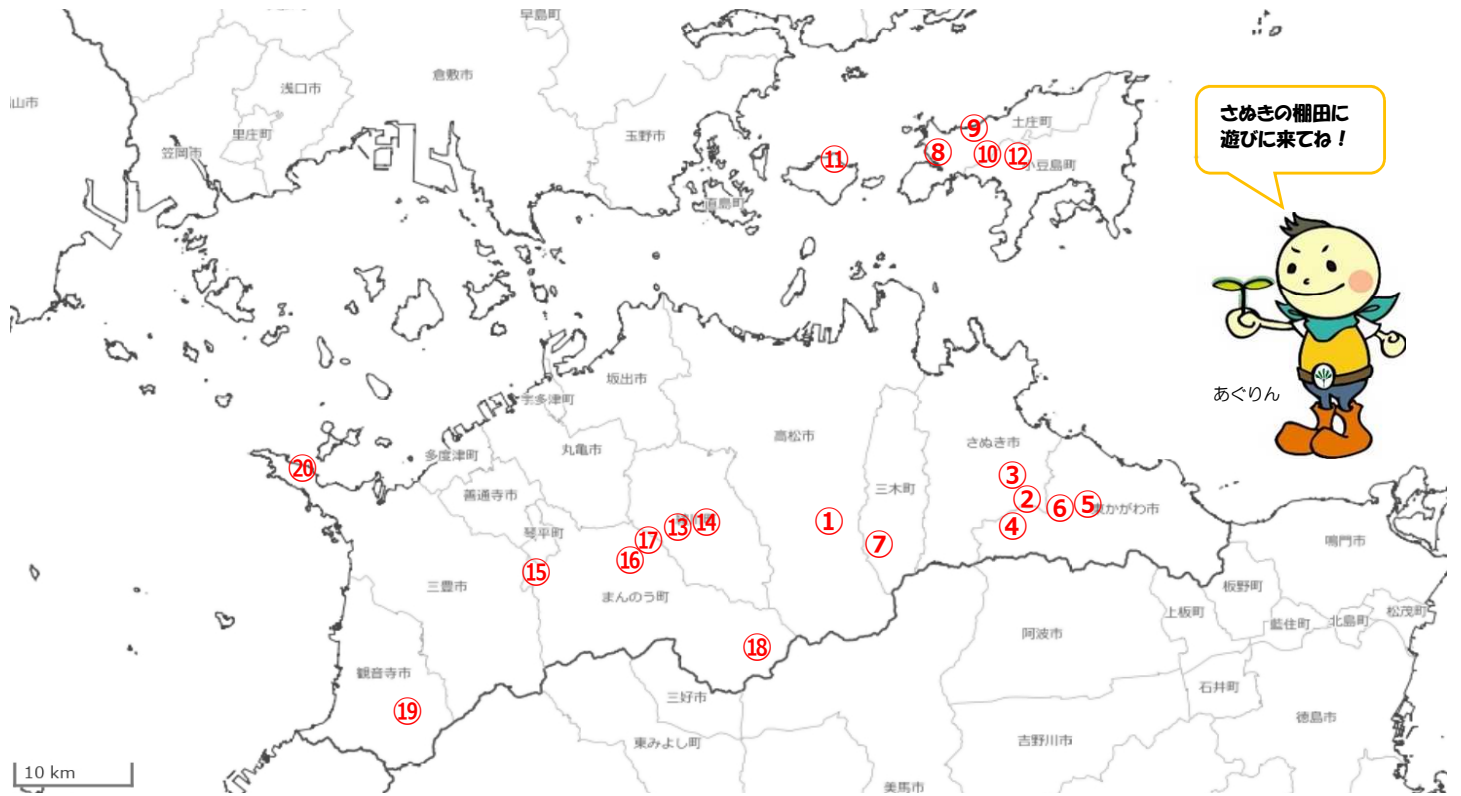 早島町
倉敷市
浅口市
山市
里庄町
笠岡市
玉野市
直島町
土庄町
小豆島町
⑨
⑧
⑩
⑫
⑪
さぬきの棚田に
遊びに来てね！
あぐりん
坂出市
宇多津町
丸亀市
多度津町
善通寺市
琴平町
高松市
三木町
さぬき市
東かがわ市
③
②
⑥
⑤
④
①
⑦
⑬
⑭
⑰
⑯
⑮
⑳
三豊市
まんのう町
⑱
観音寺市
⑲
鳴門市
板野町
松茂町
北島町
藍住町
上板町
阿波市
石井町
徳島市
吉野川市
三好市
東みよし町
美馬市
10 km